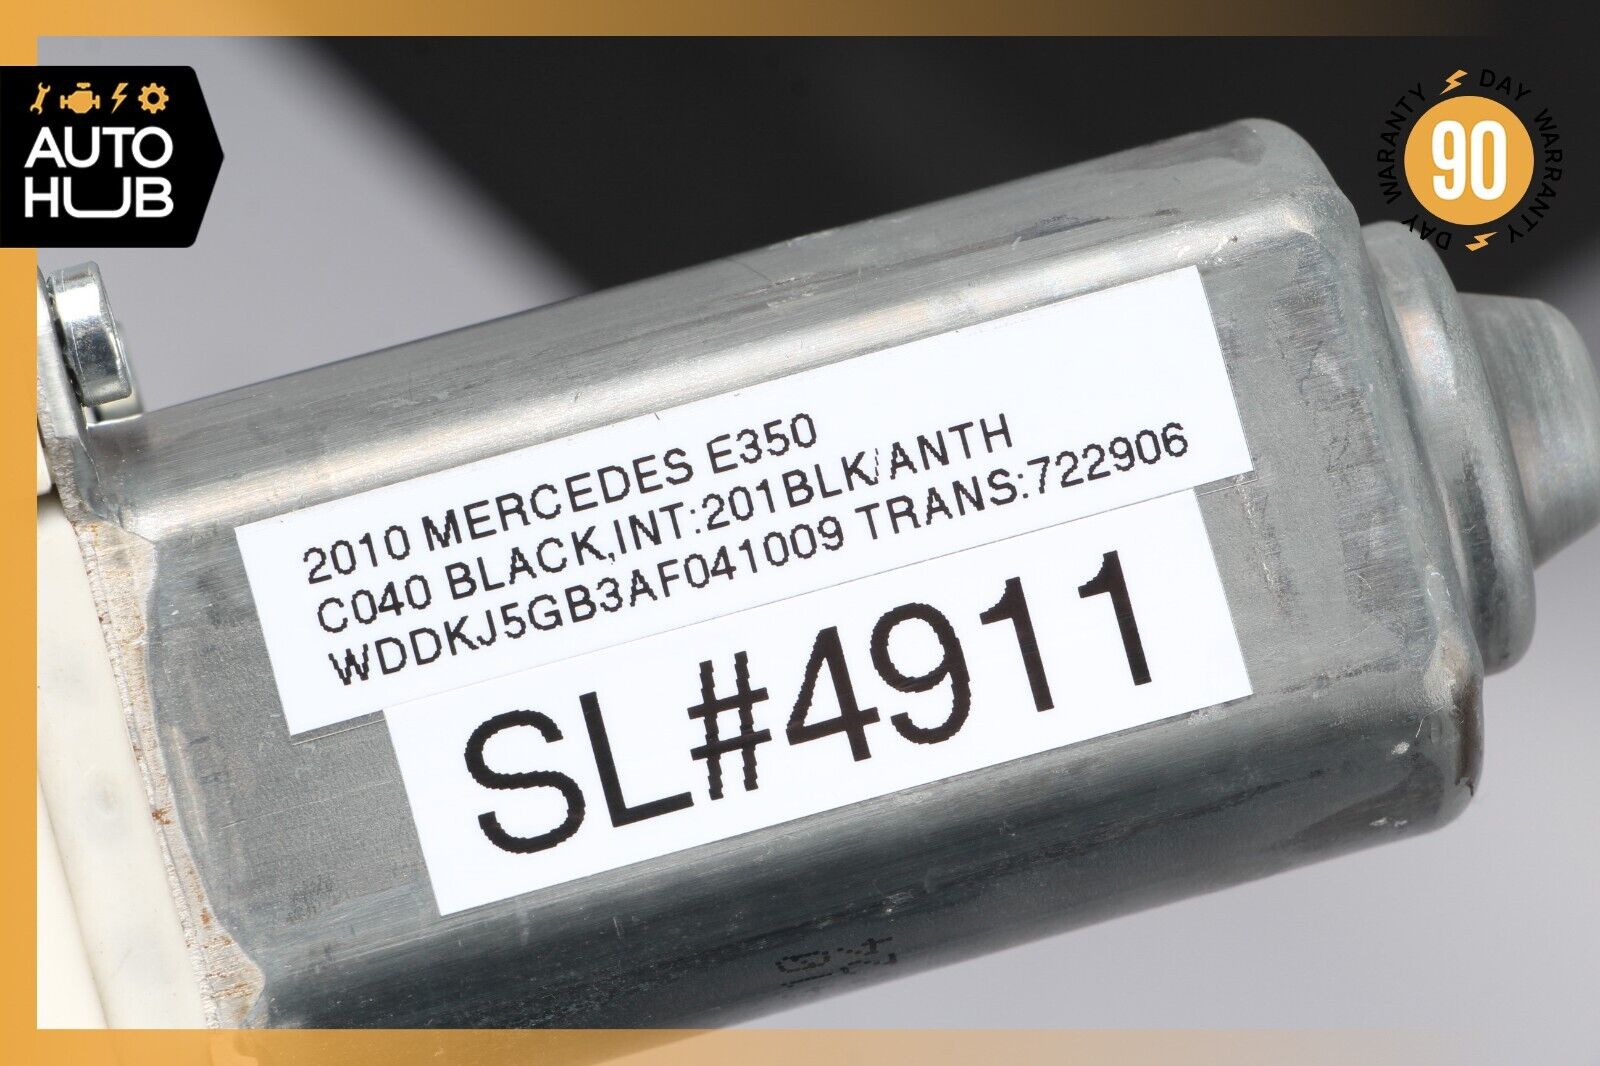 AUTO
HUB
90
DAY WARRANTY
DAY WARRANTY
2010 MERCEDES E350
C040 BLACK,INT:201BLK/ANTH
WDDKJ5GB3AF041009 TRANS:722906
SL#4911